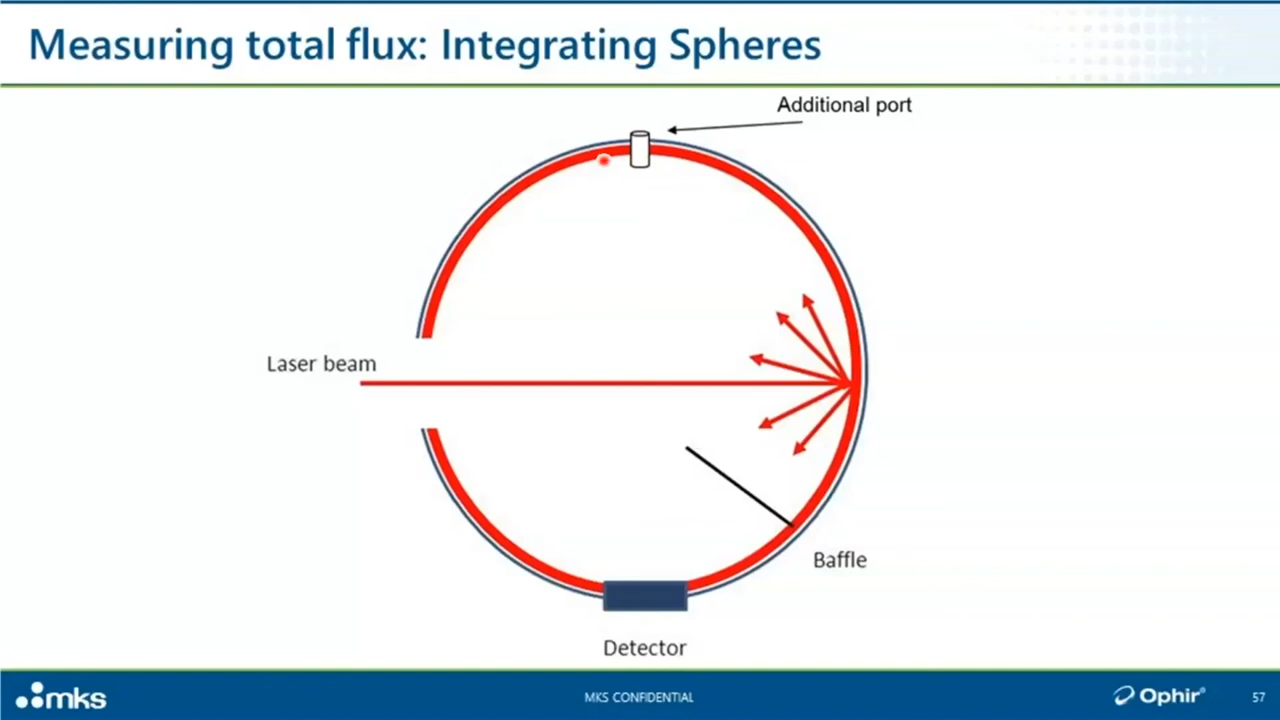 Measuring total flux: Integrating Spheres
Additional port
Laser beam
Baffle
Detector
mks
MKS CONFIDENTIAL
Ophir®
57